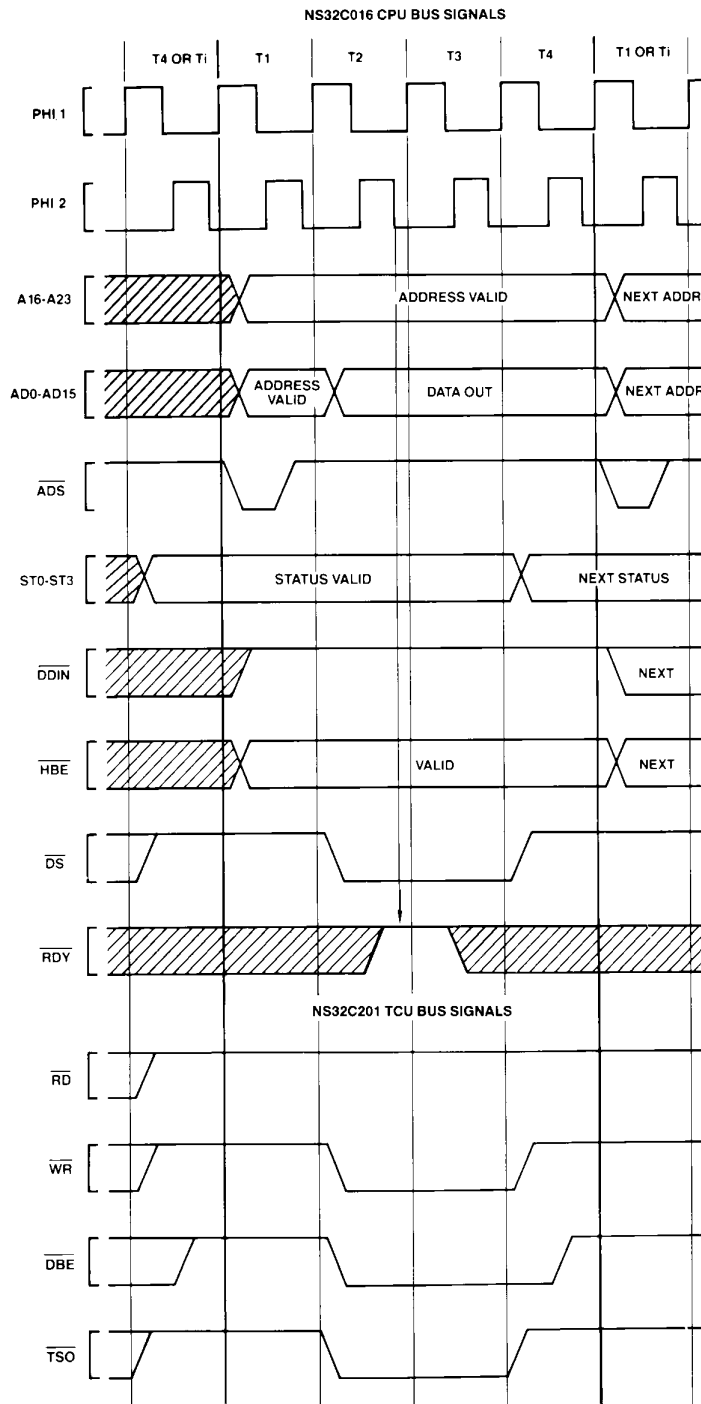 NS32C016 CPU BUS SIGNALS
T4 OR Ti T1 T2 T3 T4 T1 OR Ti
PHI 1
PHI 2
A16-A23 ADDRESS VALID NEXT ADDR
AD0-AD15 ADDRESS VALID DATA OUT NEXT ADDR
ADS
ST0-ST3 STATUS VALID NEXT STATUS
DDIN NEXT
HBE VALID NEXT
DS
RDY
NS32C201 TCU BUS SIGNALS
RD
WR
DBE
TSO